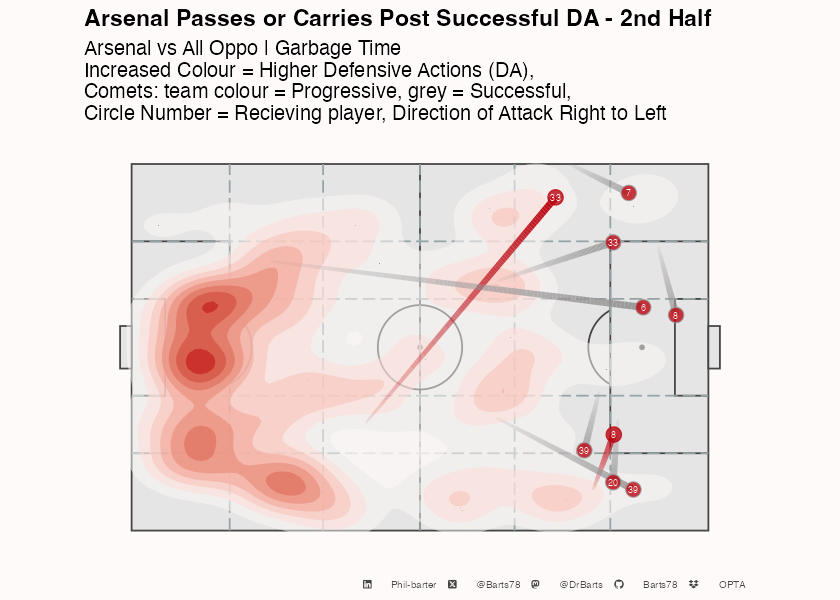 Arsenal Passes or Carries Post Successful DA - 2nd Half
Arsenal vs All Oppo | Garbage Time
Increased Colour = Higher Defensive Actions (DA),
Comets: team colour = Progressive, grey = Successful,
Circle Number = Recieving player, Direction of Attack Right to Left
33
7
33
6
8
8
39
20
39
Phil-barter @Barts78 @DrBarts Barts78 OPTA